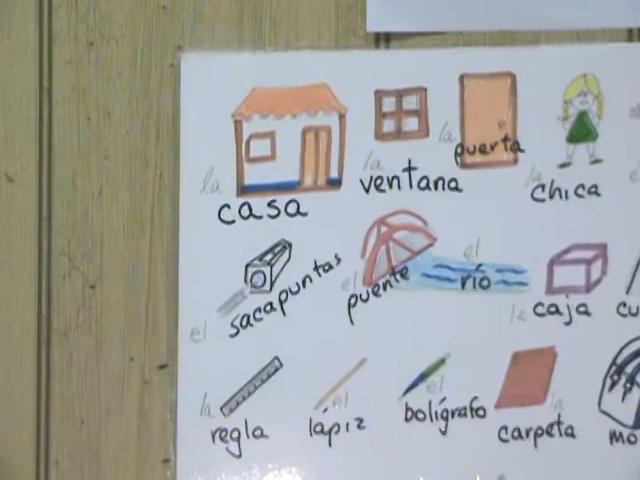 la casa
la ventana
la puerta
la chica
el sacapuntas
el puente
el río
la caja
la regla
el lápiz
el bolígrafo
la carpeta